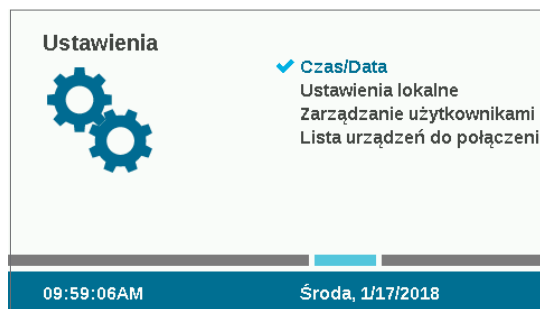 Ustawienia
Czas/Data
Ustawienia lokalne
Zarządzanie użytkownikami
Lista urządzeń do połączeni
09:59:06AM
Środa, 1/17/2018